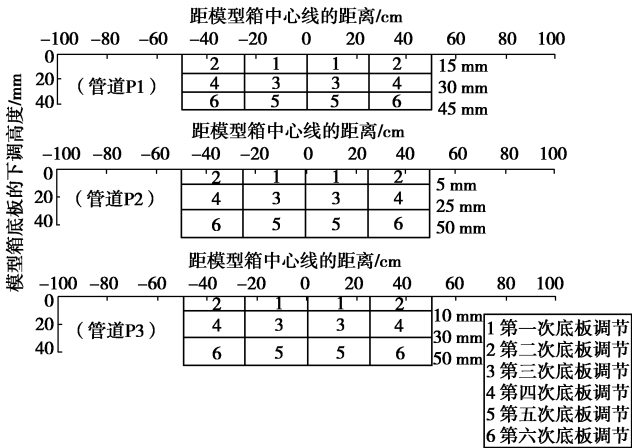 距模型箱中心线的距离/cm
−100 −80 −60 −40 −20 0 20 40 60 80 100
0 2 1 1 2 15 mm
20 (管道P1) 4 3 3 4 30 mm
40 6 5 5 6 45 mm
距模型箱中心线的距离/cm
−100 −80 −60 −40 −20 0 20 40 60 80 100
0 2 1 1 2 5 mm
20 (管道P2) 4 3 3 4 25 mm
40 6 5 5 6 50 mm
模型箱底板的下调高度/mm
距模型箱中心线的距离/cm
−100 −80 −60 −40 −20 0 20 40 60 80 100
0 2 1 1 2 10 mm
20 (管道P3) 4 3 3 4 30 mm
40 6 5 5 6 50 mm
1 第一次底板调节
2 第二次底板调节
3 第三次底板调节
4 第四次底板调节
5 第五次底板调节
6 第六次底板调节